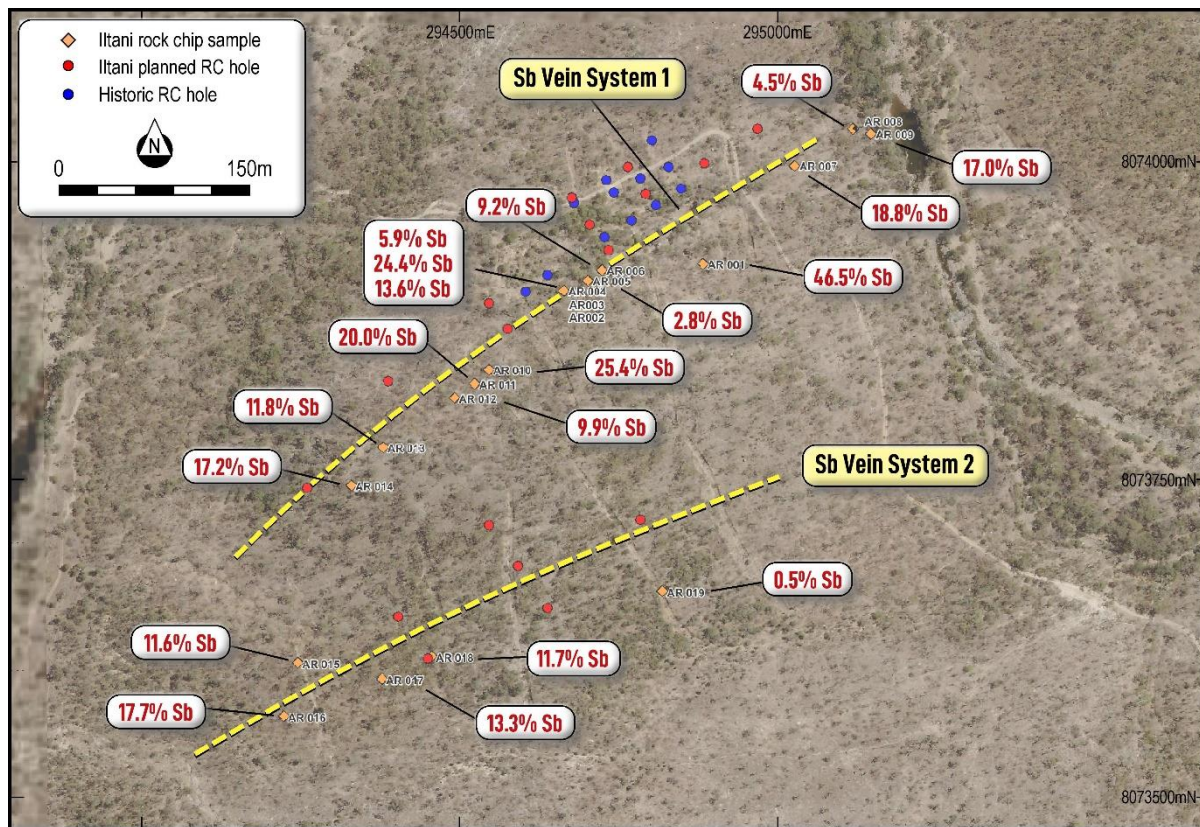 294500mE
295000mE
Iltani rock chip sample
Iltani planned RC hole
Historic RC hole
N
0
150m
Sb Vein System 1
4.5% Sb
AR 008
AR 009
8074000mN
17.0% Sb
AR 007
18.8% Sb
9.2% Sb
5.9% Sb
24.4% Sb
13.6% Sb
AR 006
AR 005
AR 004
AR003
AR002
AR 001
46.5% Sb
2.8% Sb
20.0% Sb
AR 010
AR 011
AR 012
25.4% Sb
11.8% Sb
9.9% Sb
AR 013
17.2% Sb
AR 014
Sb Vein System 2
8073750mN
AR 019
0.5% Sb
11.6% Sb
AR 015
AR 018
11.7% Sb
AR 017
17.7% Sb
AR 016
13.3% Sb
8073500mN